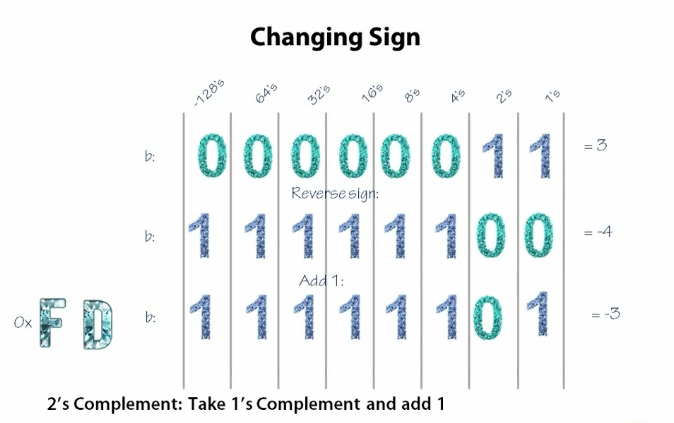 Changing Sign
-128's 64's 32's 16's 8's 4's 2's 1's
b: 0 0 0 0 0 0 1 1 = 3
Reverse sign:
b: 1 1 1 1 1 1 0 0 = -4
Add 1:
0x F D b: 1 1 1 1 1 1 0 1 = -3
2's Complement: Take 1's Complement and add 1